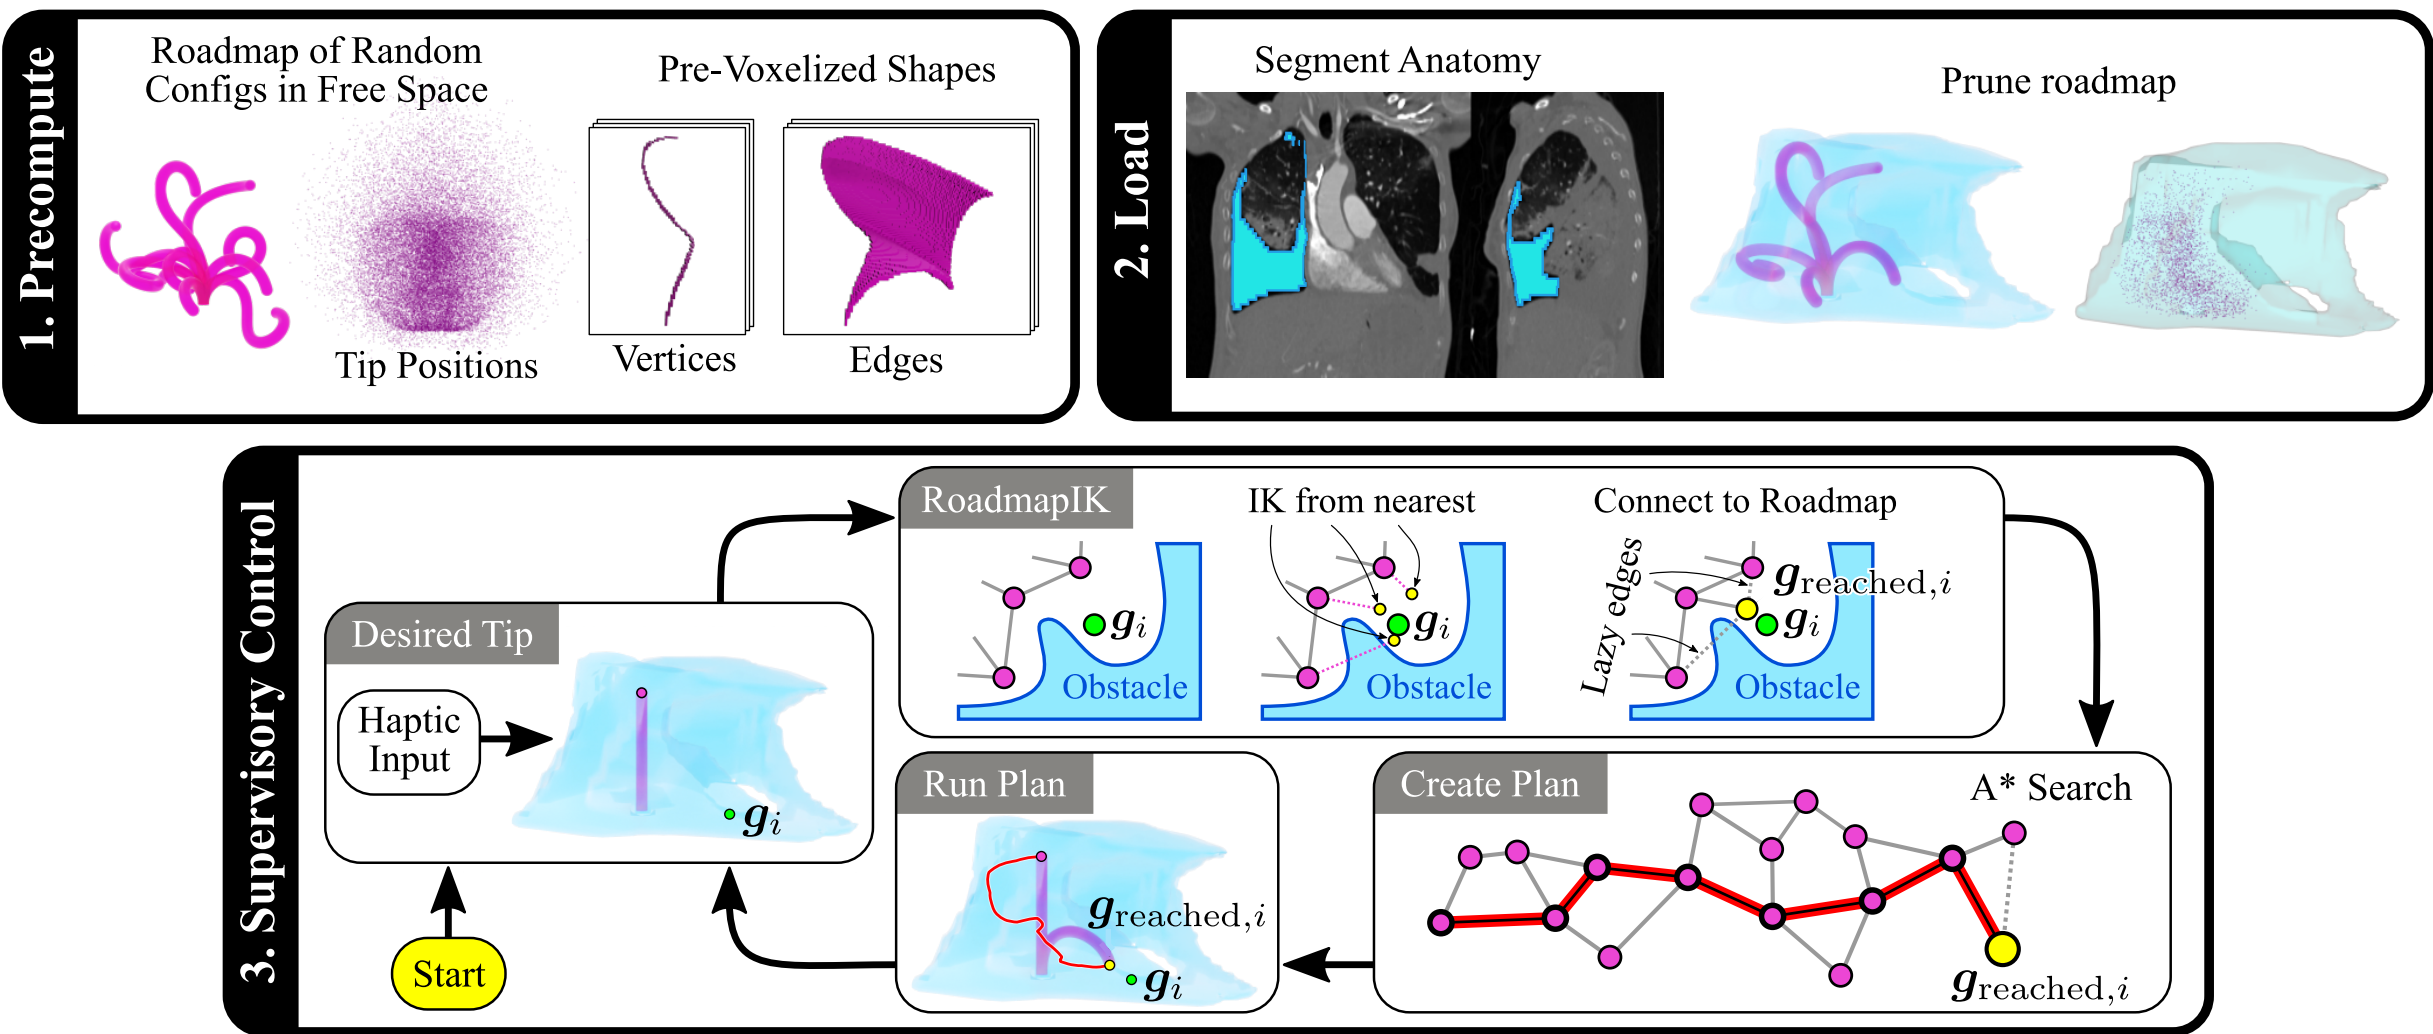 1. Precompute
Roadmap of Random
Configs in Free Space
Tip Positions
Pre-Voxelized Shapes
Vertices
Edges
2. Load
Segment Anatomy
Prune roadmap
3. Supervisory Control
Desired Tip
Haptic
Input
g_i
Start
RoadmapIK
g_i
Obstacle
IK from nearest
g_i
Obstacle
Connect to Roadmap
Lazy edges
g_reached,i
g_i
Obstacle
Run Plan
g_reached,i
g_i
Create Plan
A* Search
g_reached,i